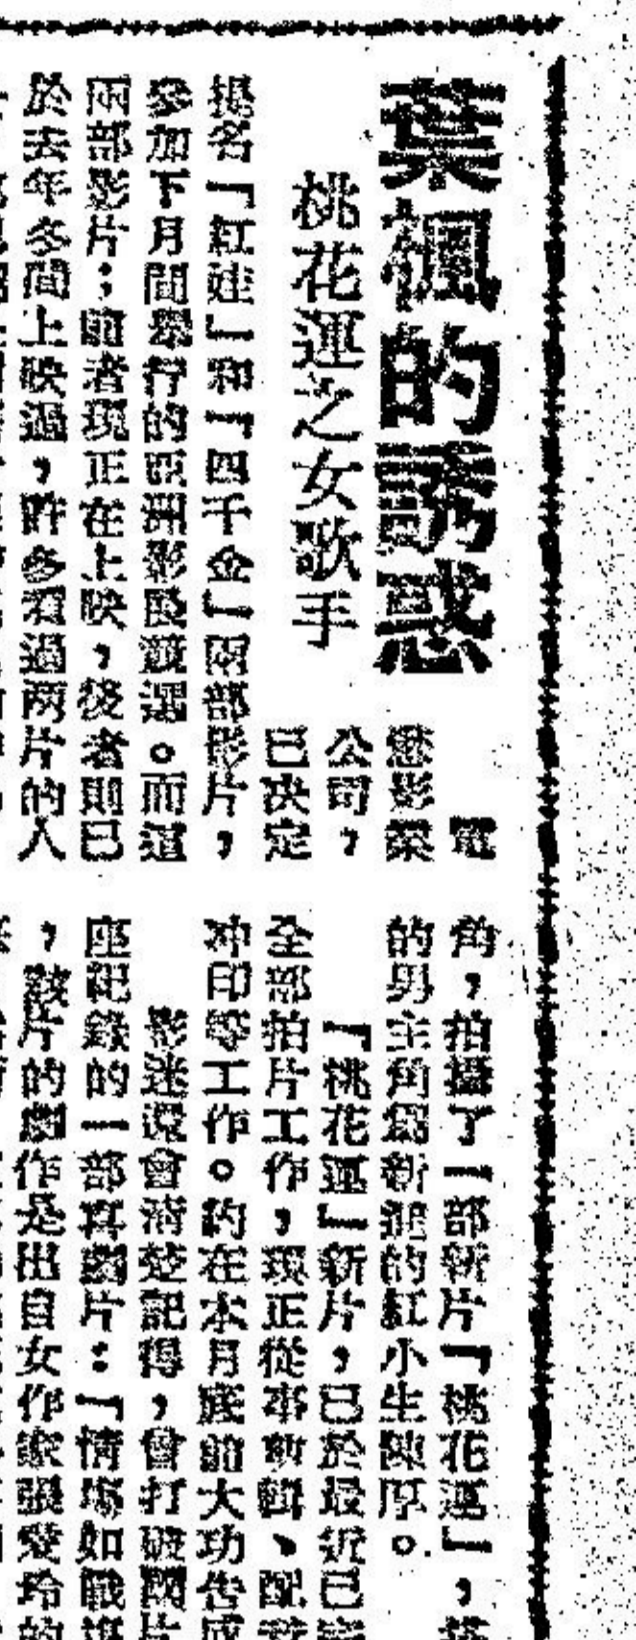 葉楓的誘惑
桃花運之女歌手
電
懋影業
公司，
已決定
提名「紅娃」和「四千金」兩部影片，
參加下月間舉行的亞洲影展競選。而這
兩部影片：前者現正在上映，後者則已
於去年冬間上映過，許多看過兩片的人
角，拍攝了一部新片「桃花運」，
的男主角爲新進的紅小生陳厚。
「桃花運」新片，已於最近已
全部拍片工作，現正從事剪輯、配音
冲印等工作。約在本月底前大功告成
影迷還會清楚記得，曾打破國片
座記錄的一部喜劇片：「情塲如戰塲
，該片的劇作是出自女作家張愛玲的